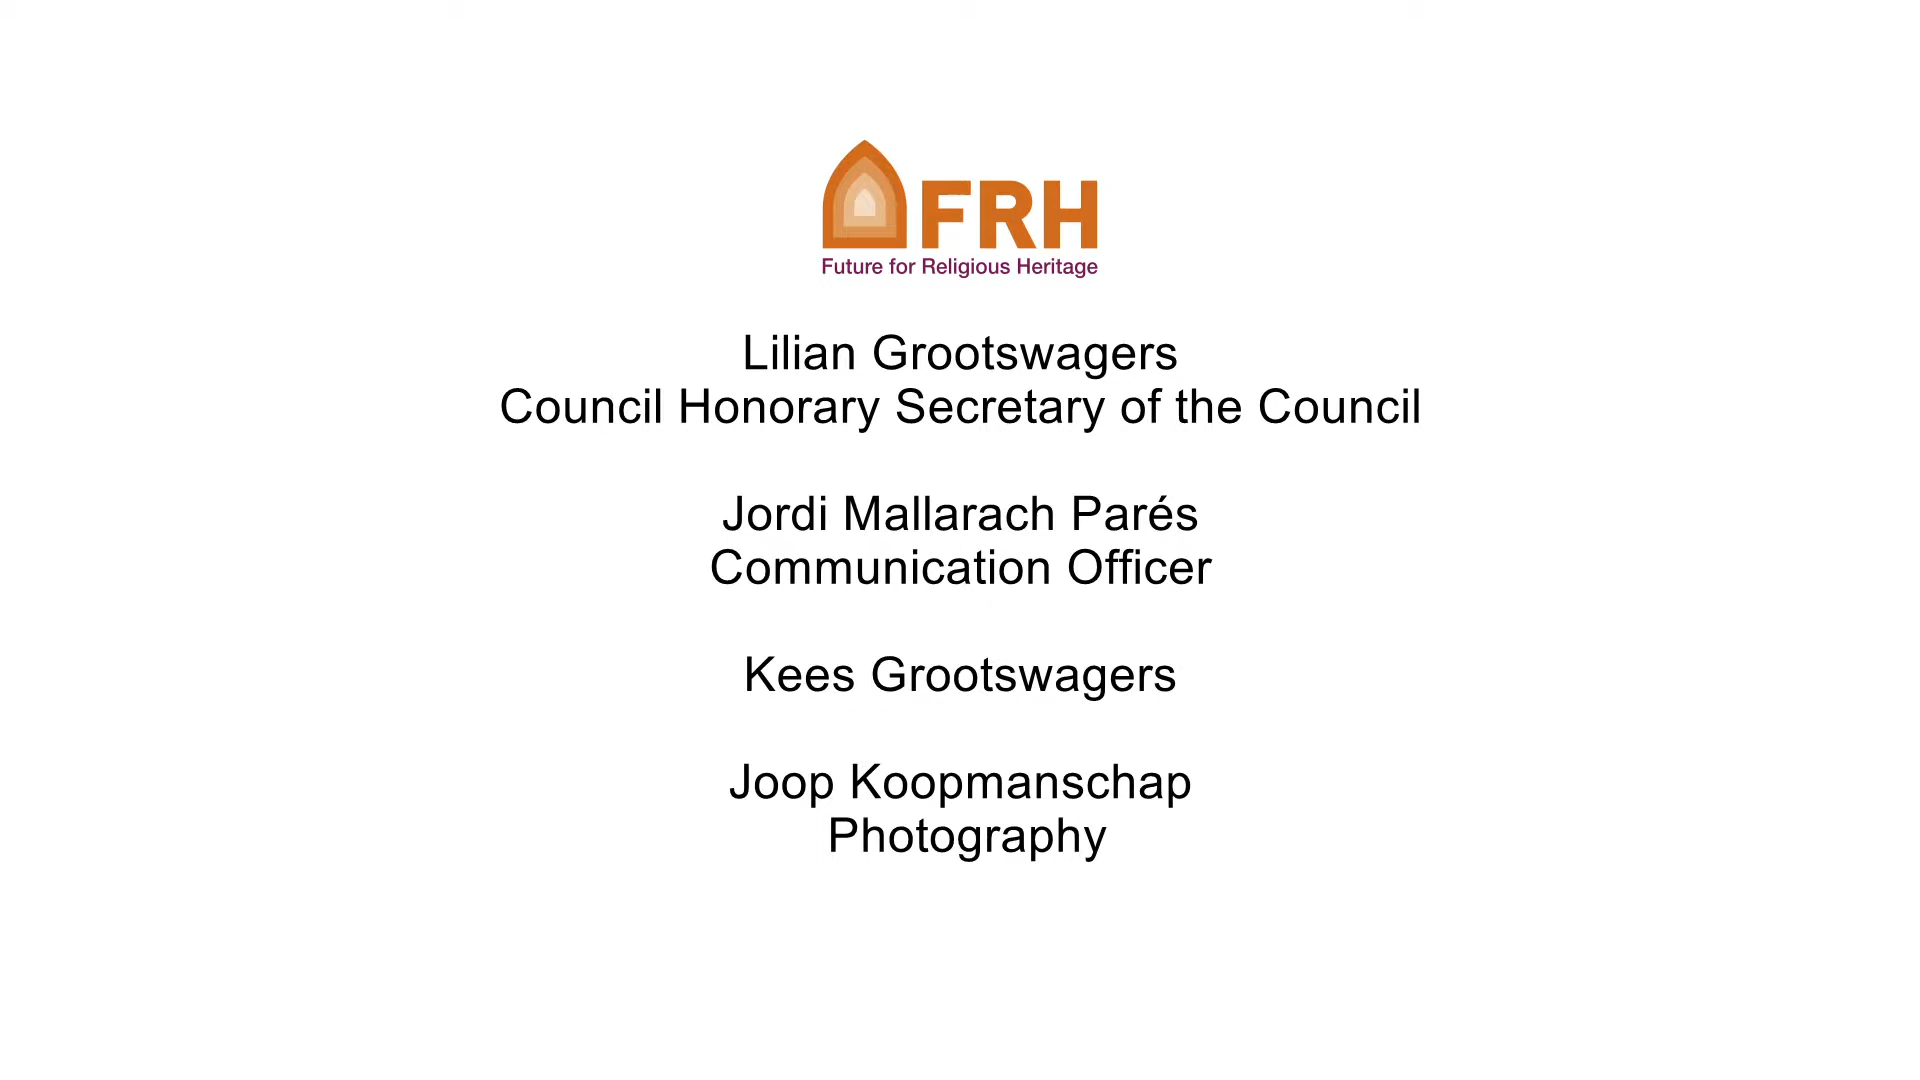 FRH
Future for Religious Heritage
Lilian Grootswagers
Council Honorary Secretary of the Council
Jordi Mallarach Parés
Communication Officer
Kees Grootswagers
Joop Koopmanschap
Photography